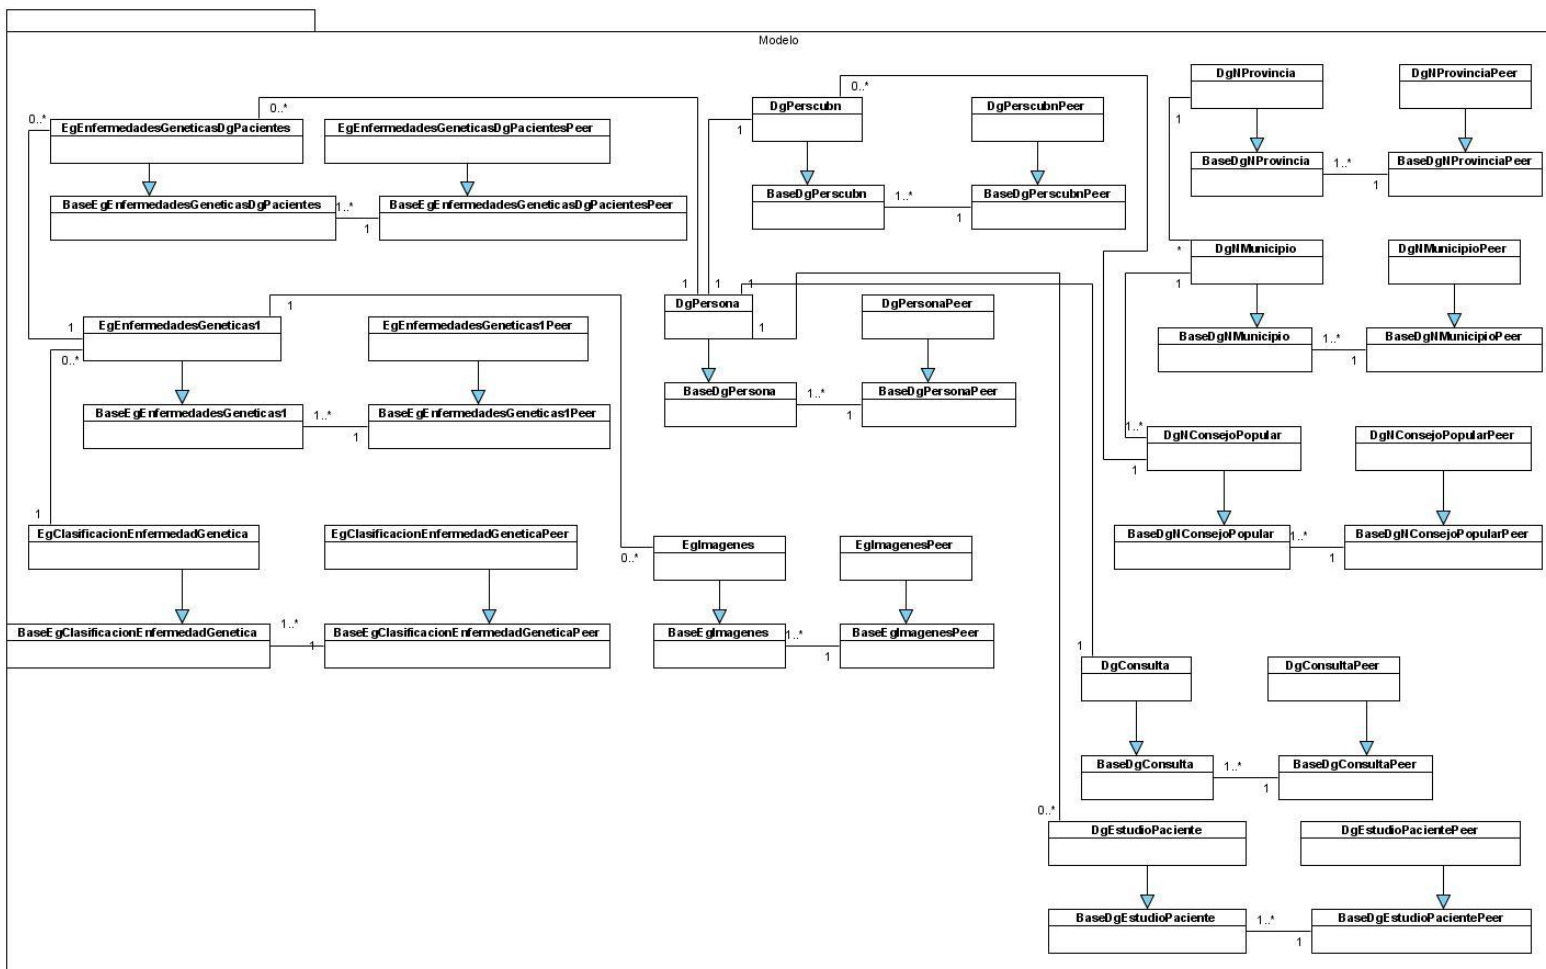 Modelo
DgNProvincia
DgNProvinciaPeer
0..*
0..*
DgPerscubn
DgPerscubnPeer
0..*
EgEnfermedadesGeneticasDgPacientes
EgEnfermedadesGeneticasDgPacientesPeer
1
1
BaseDgNProvincia
1..*
1
BaseDgNProvinciaPeer
BaseEgEnfermedadesGeneticasDgPacientes
1..*
1
BaseEgEnfermedadesGeneticasDgPacientesPeer
BaseDgPerscubn
1..*
1
BaseDgPerscubnPeer
*
DgNMunicipio
DgNMunicipioPeer
1
1
1
1
1
1
DgPersona
DgPersonaPeer
1
EgEnfermedadesGeneticas1
EgEnfermedadesGeneticas1Peer
1
0..*
BaseDgNMunicipio
1..*
1
BaseDgNMunicipioPeer
BaseDgPersona
1..*
1
BaseDgPersonaPeer
BaseEgEnfermedadesGeneticas1
1..*
1
BaseEgEnfermedadesGeneticas1Peer
1..*
1
DgNConsejoPopular
DgNConsejoPopularPeer
1
EgClasificacionEnfermedadGenetica
EgClasificacionEnfermedadGeneticaPeer
BaseDgNConsejoPopular
1..*
1
BaseDgNConsejoPopularPeer
0..*
EgImagenes
EgImagenesPeer
BaseEgClasificacionEnfermedadGenetica
1..*
1
BaseEgClasificacionEnfermedadGeneticaPeer
BaseEgImagenes
1..*
1
BaseEgImagenesPeer
1
DgConsulta
DgConsultaPeer
BaseDgConsulta
1..*
1
BaseDgConsultaPeer
0..*
DgEstudioPaciente
DgEstudioPacientePeer
BaseDgEstudioPaciente
1..*
1
BaseDgEstudioPacientePeer